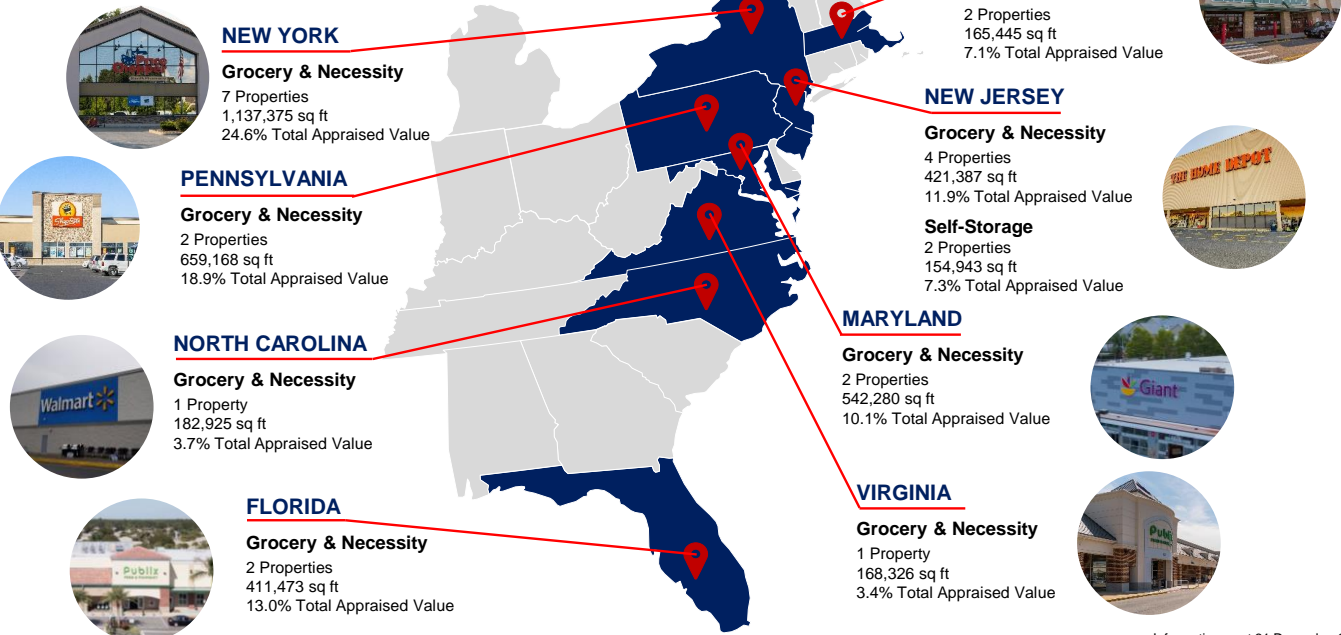 NEW YORK
Grocery & Necessity
7 Properties
1,137,375 sq ft
24.6% Total Appraised Value
PENNSYLVANIA
Grocery & Necessity
2 Properties
659,168 sq ft
18.9% Total Appraised Value
ShopRite
NORTH CAROLINA
Grocery & Necessity
1 Property
182,925 sq ft
3.7% Total Appraised Value
Walmart
FLORIDA
Grocery & Necessity
2 Properties
411,473 sq ft
13.0% Total Appraised Value
Publix
2 Properties
165,445 sq ft
7.1% Total Appraised Value
NEW JERSEY
Grocery & Necessity
4 Properties
421,387 sq ft
11.9% Total Appraised Value
Self-Storage
2 Properties
154,943 sq ft
7.3% Total Appraised Value
THE HOME DEPOT
MARYLAND
Grocery & Necessity
2 Properties
542,280 sq ft
10.1% Total Appraised Value
Giant
VIRGINIA
Grocery & Necessity
1 Property
168,326 sq ft
3.4% Total Appraised Value
Publix